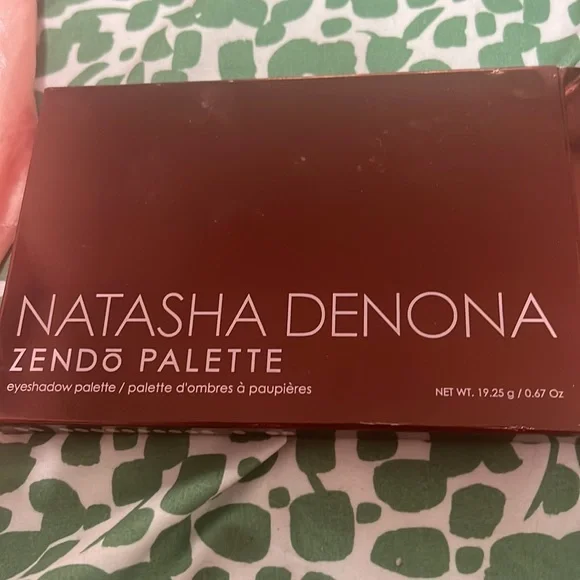 NATASHA DENONA
ZENDō PALETTE
eyeshadow palette / palette d'ombres à paupières
NET WT. 19.25 g / 0.67 Oz